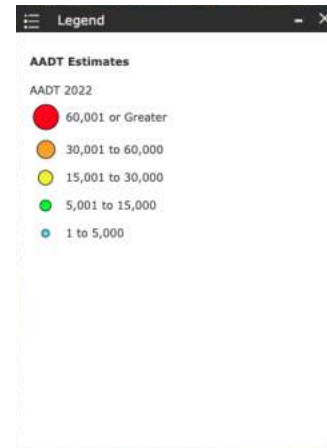 Legend
AADT Estimates
AADT 2022
60,001 or Greater
30,001 to 60,000
15,001 to 30,000
5,001 to 15,000
1 to 5,000